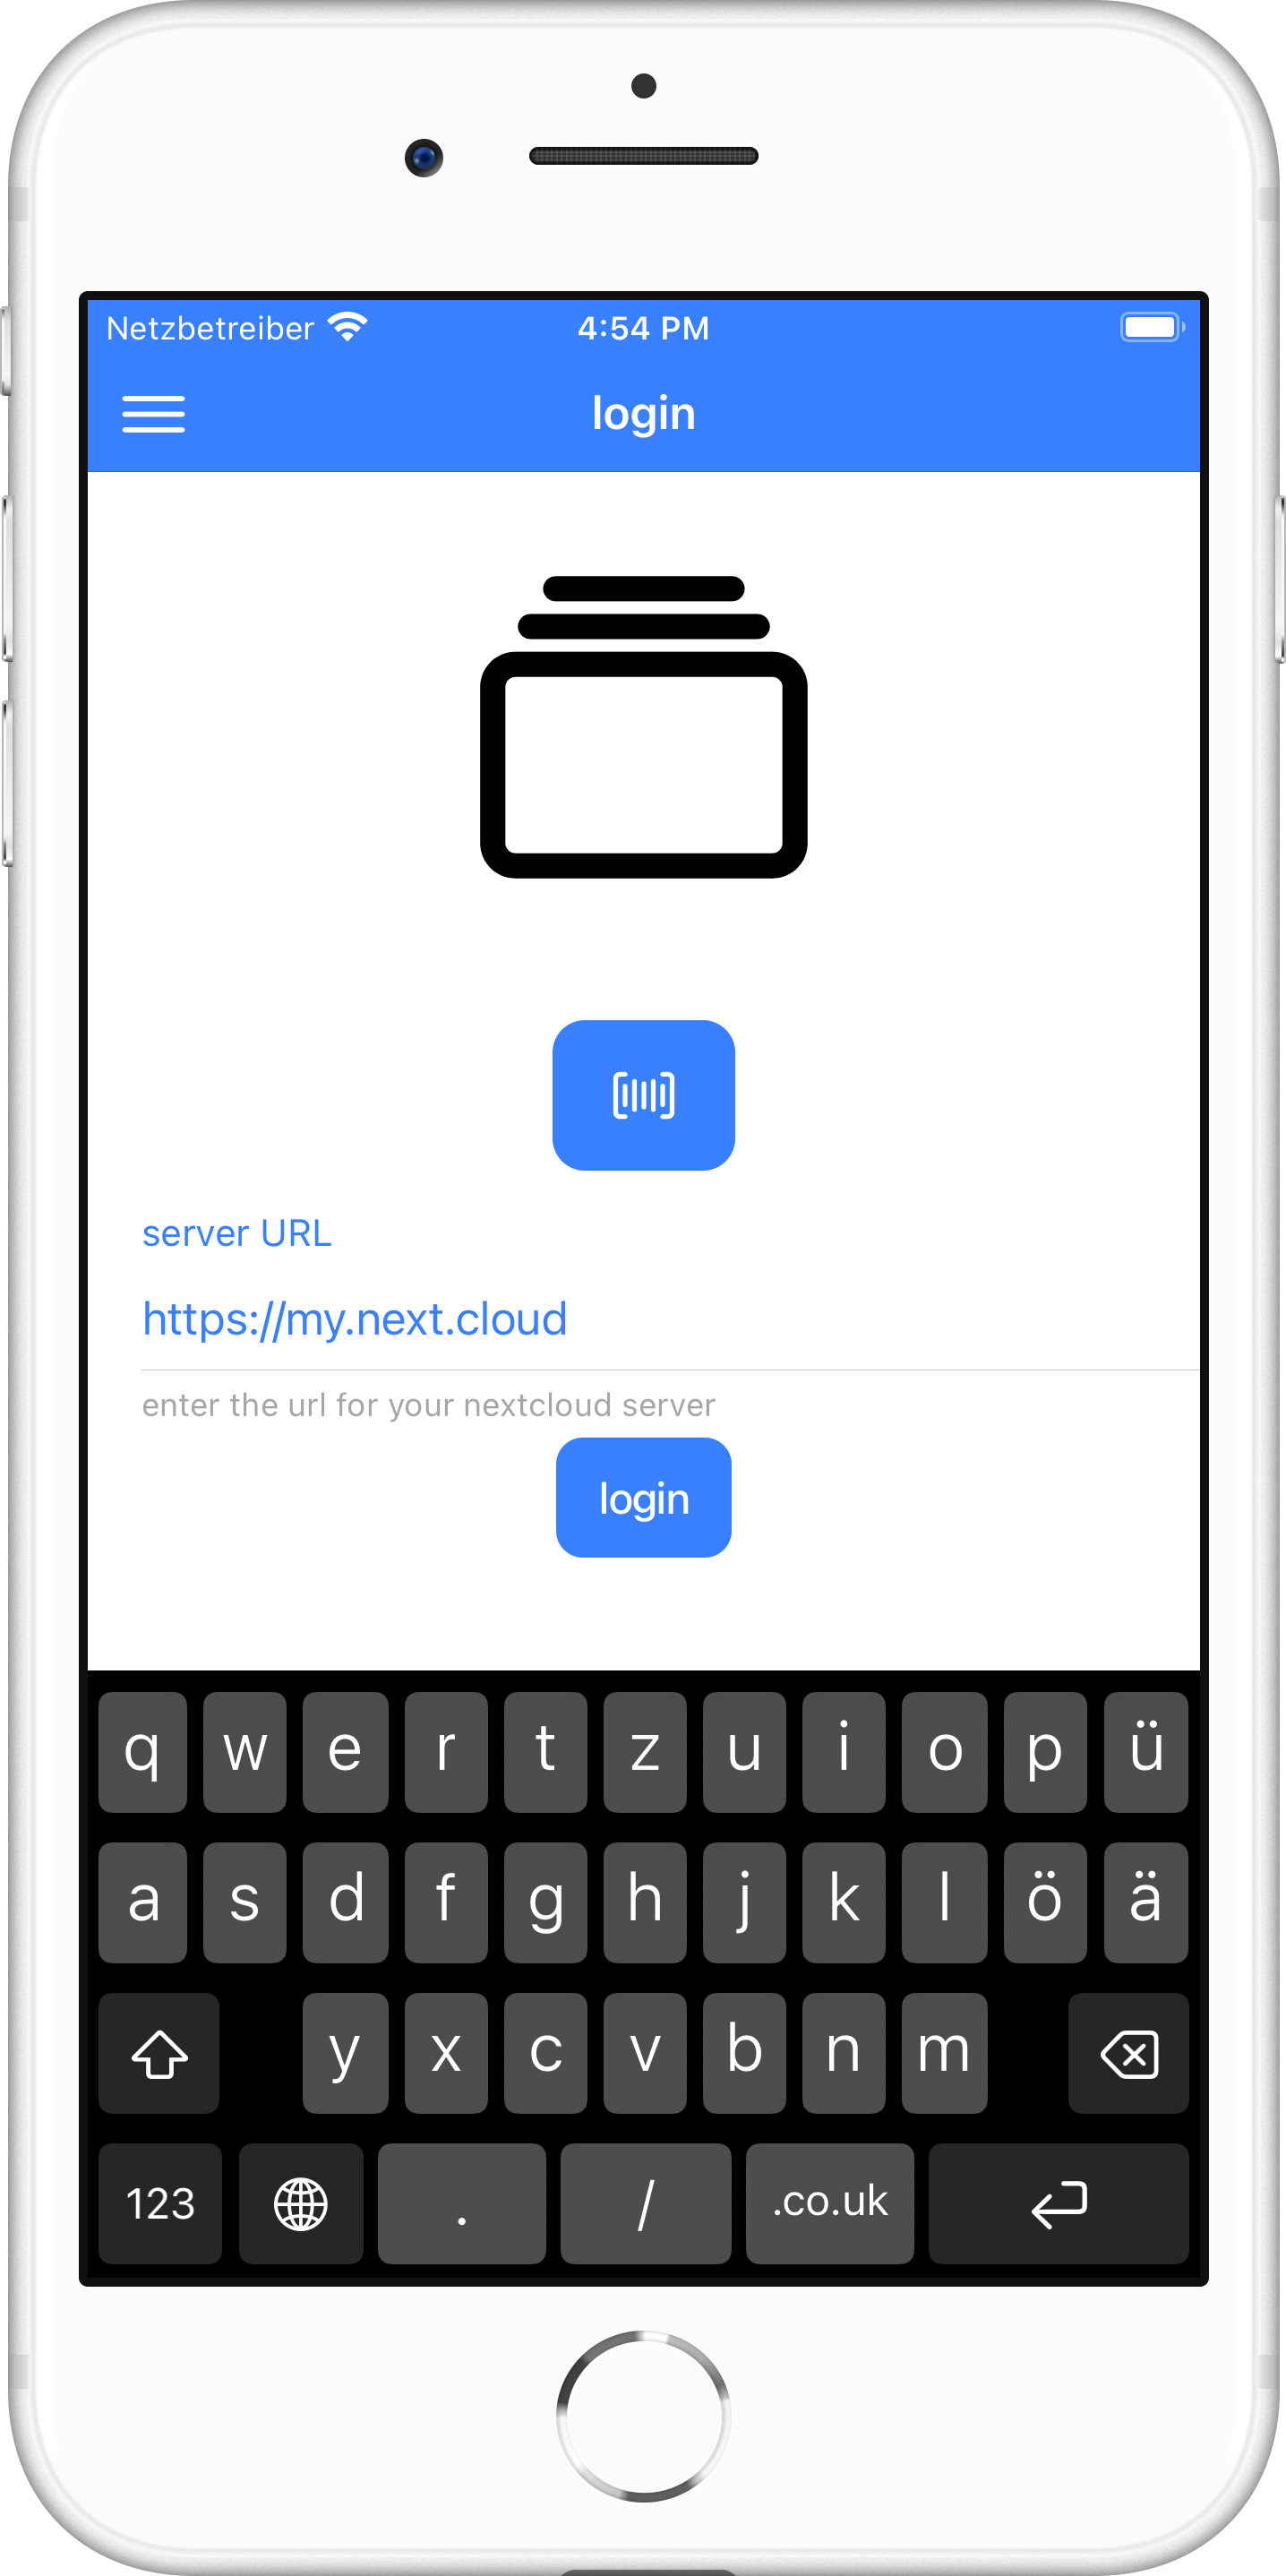 Netzbetreiber 4:54 PM
login
server URL
https://my.next.cloud
enter the url for your nextcloud server
login
q w e r t z u i o p ü
a s d f g h j k l ö ä
y x c v b n m
123 . / .co.uk